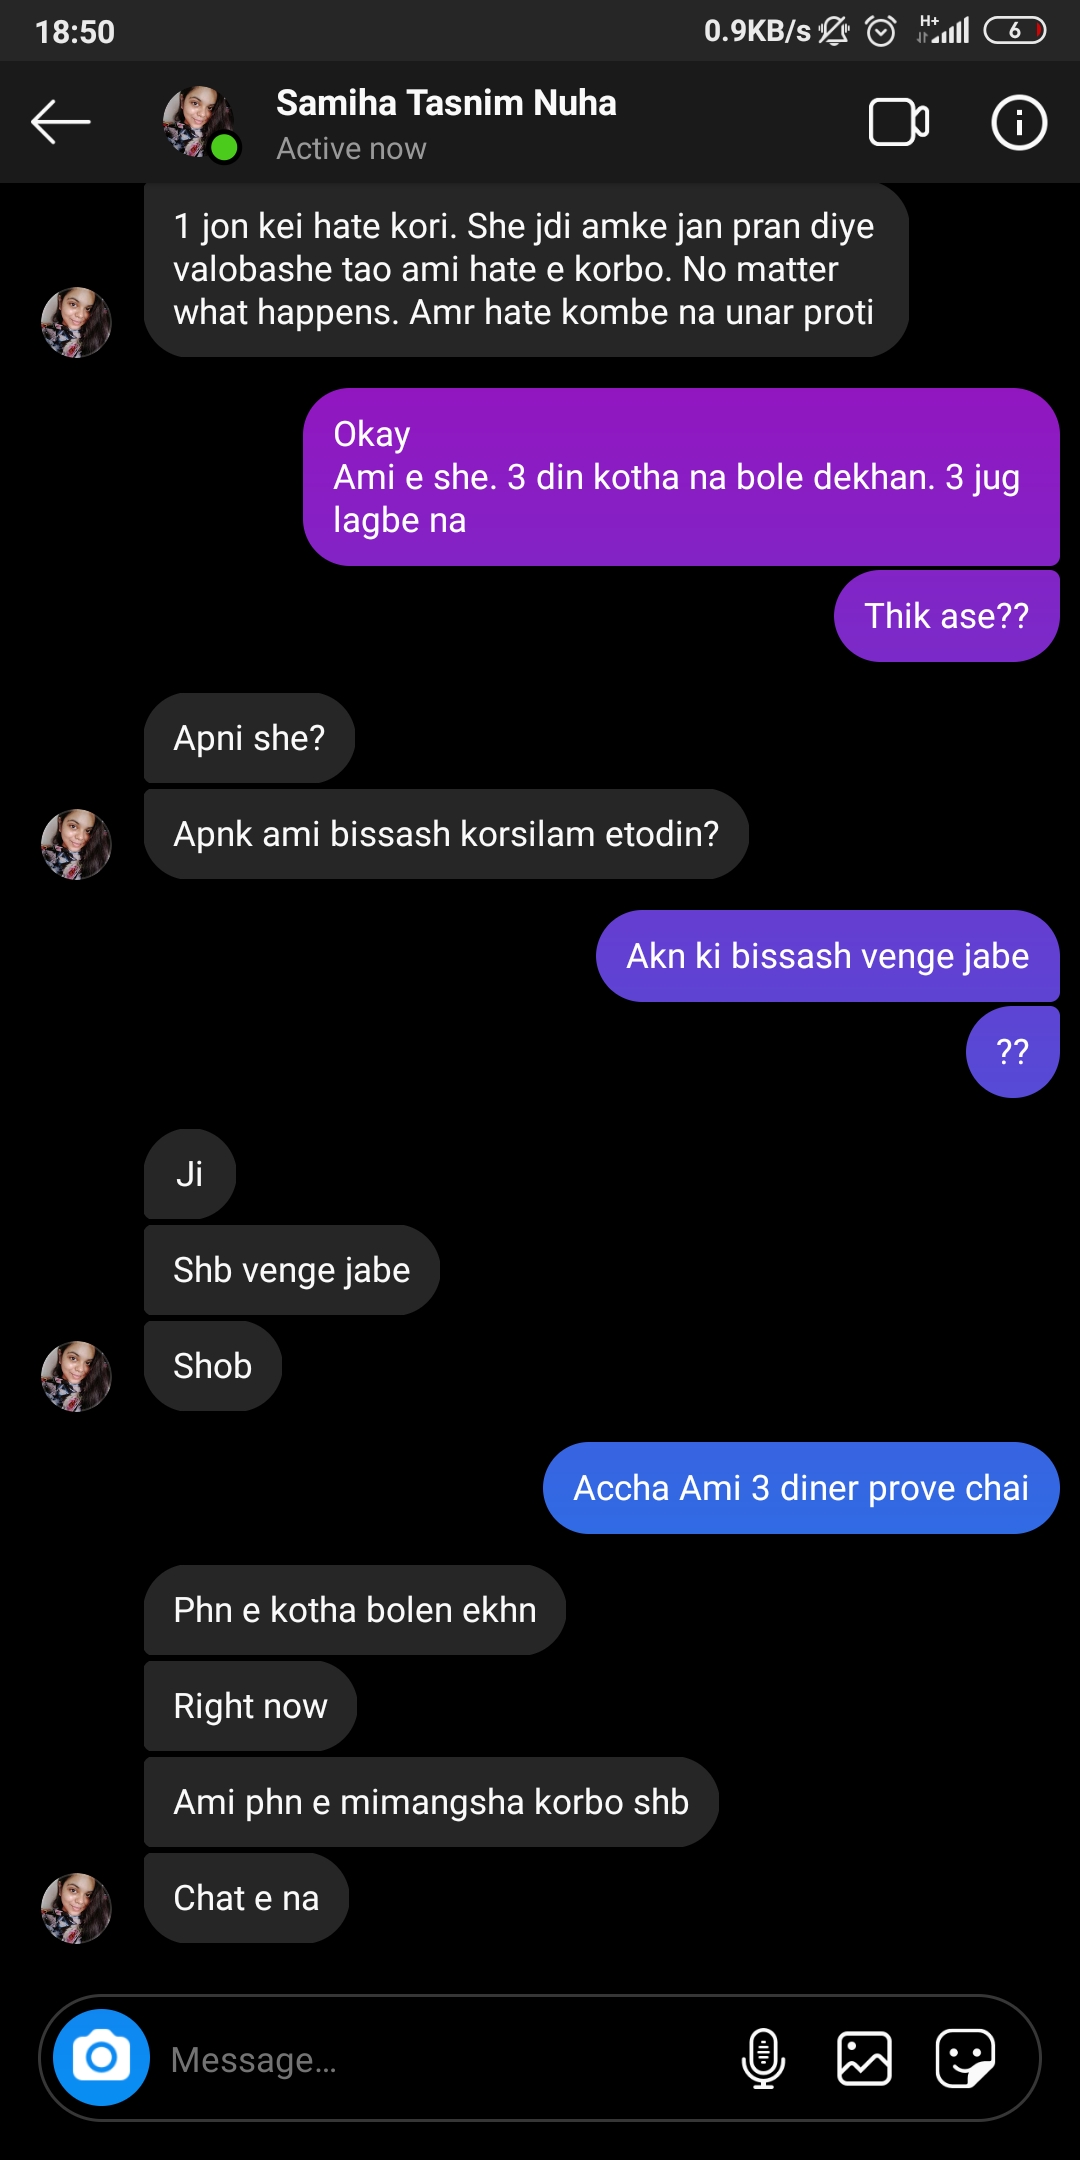 18:50
0.9KB/s H+ 6
Samiha Tasnim Nuha
Active now
1 jon kei hate kori. She jdi amke jan pran diye
valobashe tao ami hate e korbo. No matter
what happens. Amr hate kombe na unar proti
Okay
Ami e she. 3 din kotha na bole dekhan. 3 jug
lagbe na
Thik ase??
Apni she?
Apnk ami bissash korsilam etodin?
Akn ki bissash venge jabe
??
Ji
Shb venge jabe
Shob
Accha Ami 3 diner prove chai
Phn e kotha bolen ekhn
Right now
Ami phn e mimangsha korbo shb
Chat e na
Message...